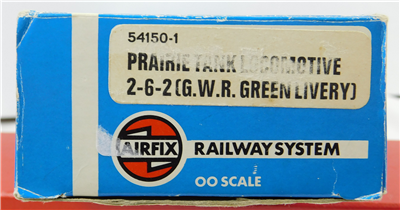 54150-1
PRAIRIE TANK LOCOMOTIVE
2-6-2 (G.W.R. GREEN LIVERY)
AIRFIX RAILWAY SYSTEM
OO SCALE